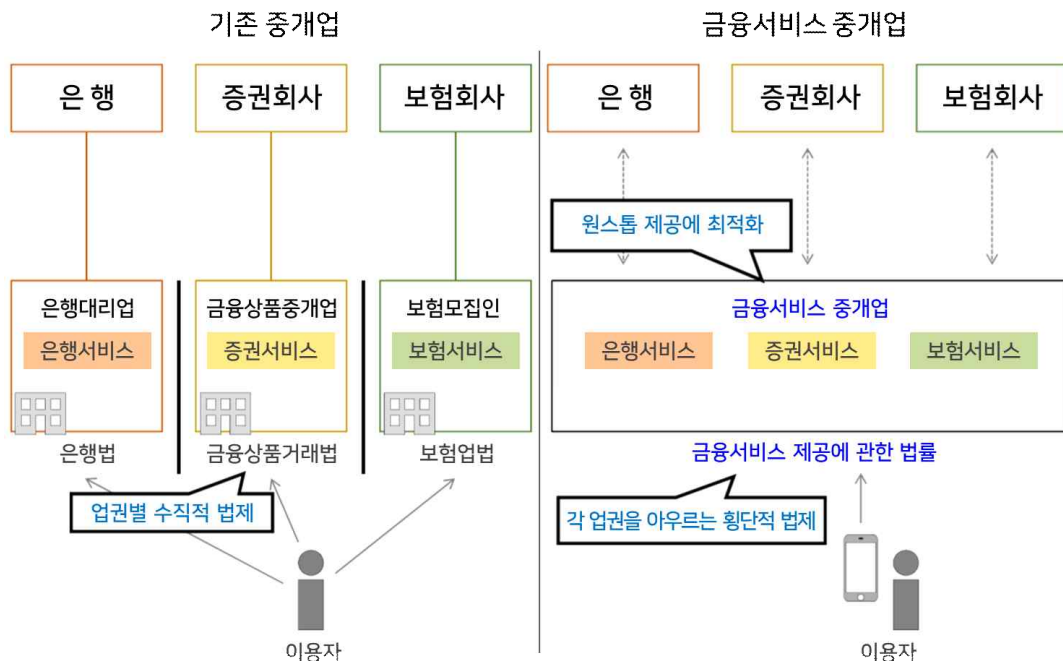 기존 중개업
은 행
증권회사
보험회사
은행대리업
은행서비스
금융상품중개업
증권서비스
보험모집인
보험서비스
은행법
금융상품거래법
보험업법
업권별 수직적 법제
이용자
금융서비스 중개업
은 행
증권회사
보험회사
원스톱 제공에 최적화
금융서비스 중개업
은행서비스
증권서비스
보험서비스
금융서비스 제공에 관한 법률
각 업권을 아우르는 횡단적 법제
이용자